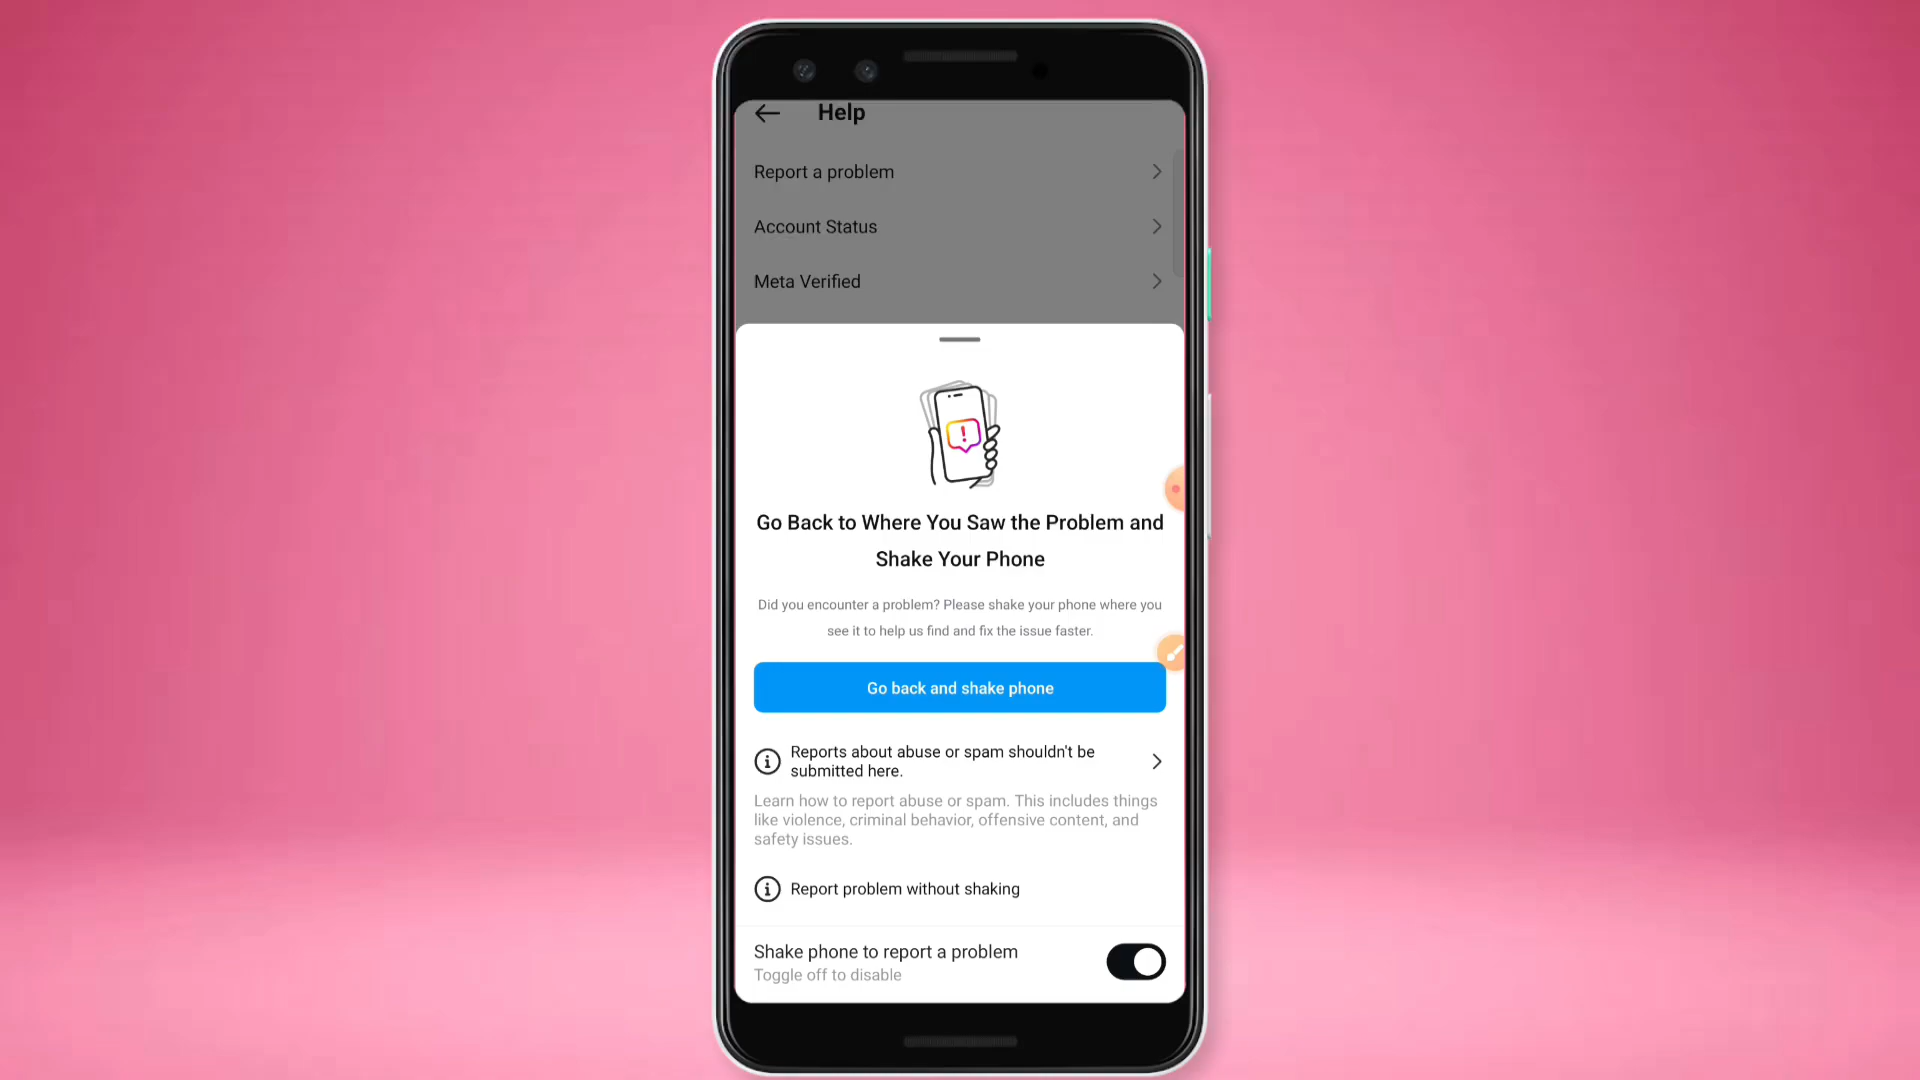 Help
Report a problem
Account Status
Meta Verified
Go Back to Where You Saw the Problem and
Shake Your Phone
Did you encounter a problem? Please shake your phone where you
see it to help us find and fix the issue faster.
Go back and shake phone
Reports about abuse or spam shouldn't be
submitted here.
Learn how to report abuse or spam. This includes things
like violence, criminal behavior, offensive content, and
safety issues.
Report problem without shaking
Shake phone to report a problem
Toggle off to disable